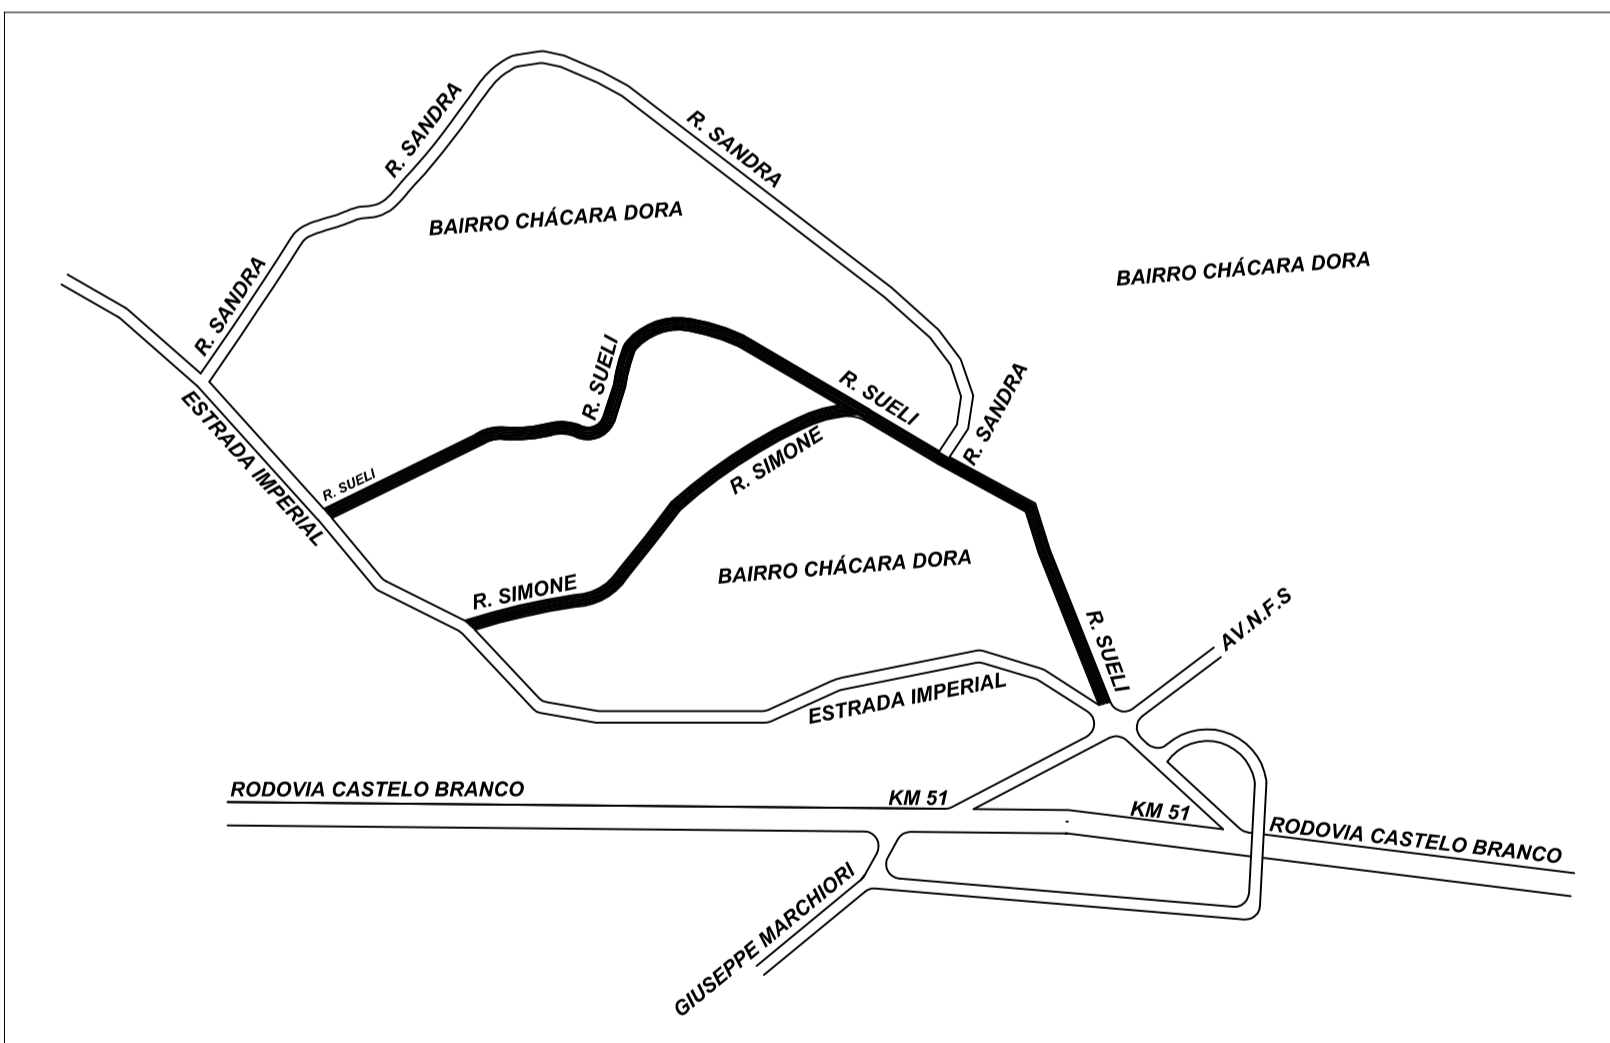 R. SANDRA
R. SANDRA
BAIRRO CHÁCARA DORA
R. SANDRA
BAIRRO CHÁCARA DORA
R. SUELI
R. SUELI
R. SANDRA
ESTRADA IMPERIAL
R. SUELI
R. SIMONE
R. SIMONE
BAIRRO CHÁCARA DORA
R. SUELI
AV.N.F.S
ESTRADA IMPERIAL
RODOVIA CASTELO BRANCO
KM 51
KM 51
RODOVIA CASTELO BRANCO
GIUSEPPE MARCHIORI